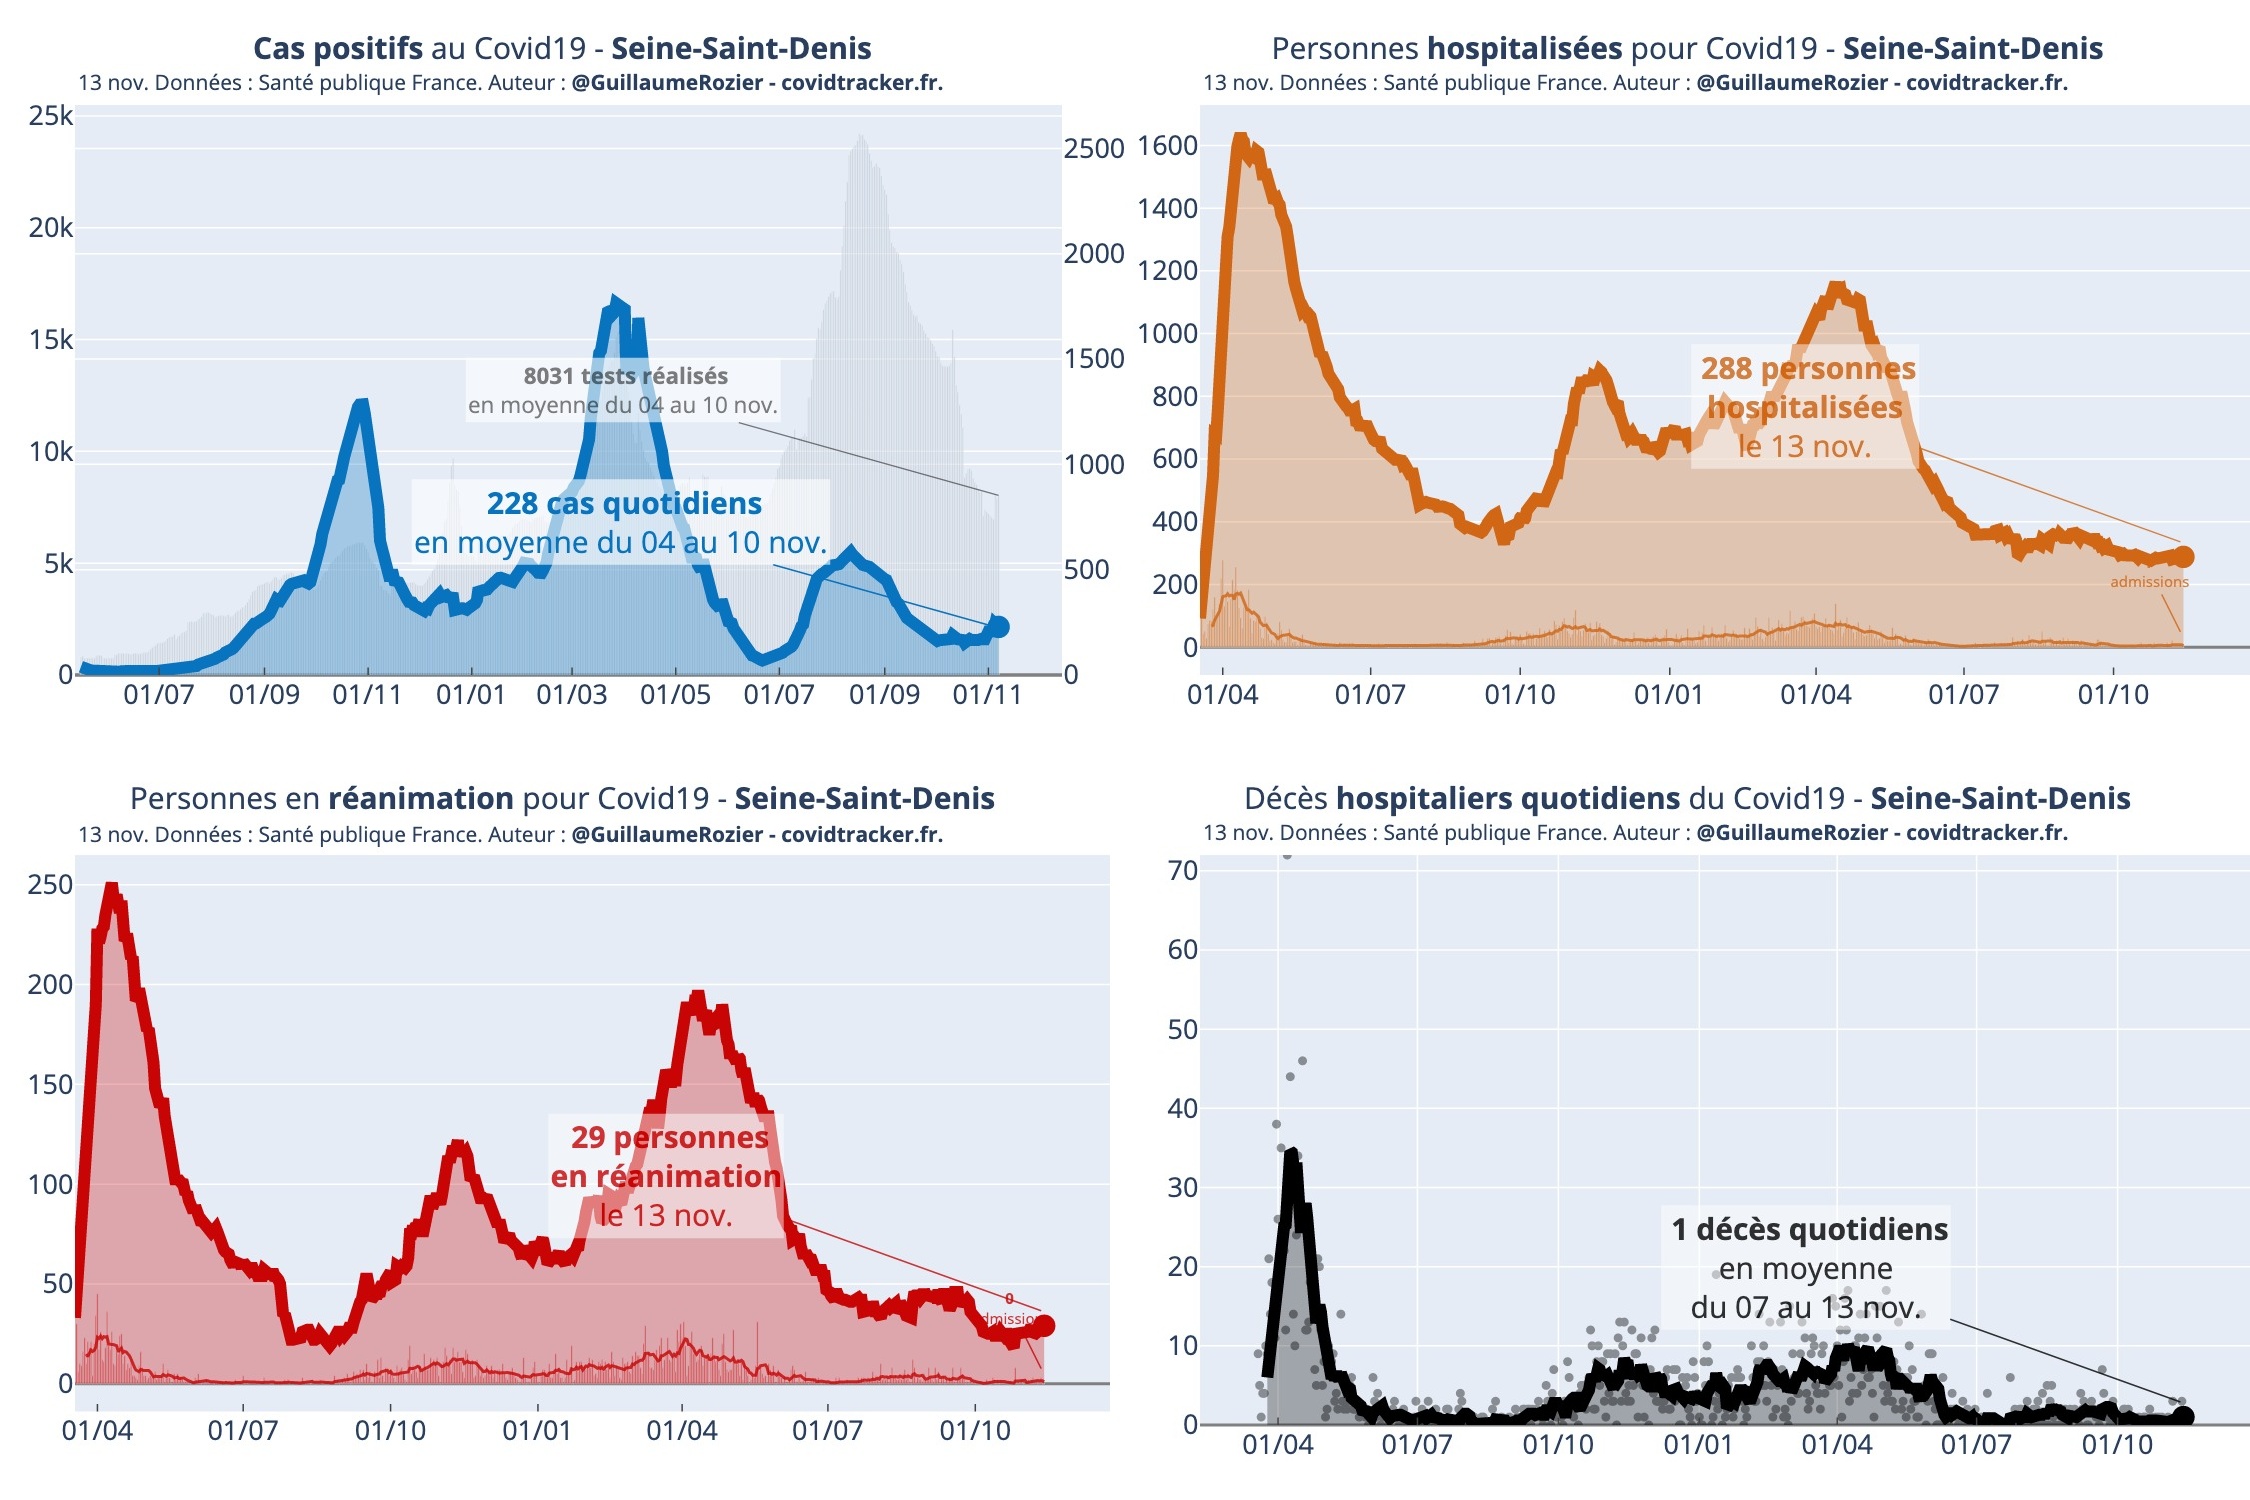 Cas positifs au Covid19 - Seine-Saint-Denis
13 nov. Données : Santé publique France. Auteur : @GuillaumeRozier - covidtracker.fr.
25k
20k
15k
10k
5k
0
2500
2000
1500
1000
500
0
8031 tests réalisés
en moyenne du 04 au 10 nov.
228 cas quotidiens
en moyenne du 04 au 10 nov.
01/07 01/09 01/11 01/01 01/03 01/05 01/07 01/09 01/11
Personnes hospitalisées pour Covid19 - Seine-Saint-Denis
13 nov. Données : Santé publique France. Auteur : @GuillaumeRozier - covidtracker.fr.
1600
1400
1200
1000
800
600
400
200
0
288 personnes
hospitalisées
le 13 nov.
admissions
01/04 01/07 01/10 01/01 01/04 01/07 01/10
Personnes en réanimation pour Covid19 - Seine-Saint-Denis
13 nov. Données : Santé publique France. Auteur : @GuillaumeRozier - covidtracker.fr.
250
200
150
100
50
0
29 personnes
en réanimation
le 13 nov.
0
01/04 01/07 01/10 01/01 01/04 01/07 01/10
Décès hospitaliers quotidiens du Covid19 - Seine-Saint-Denis
13 nov. Données : Santé publique France. Auteur : @GuillaumeRozier - covidtracker.fr.
70
60
50
40
30
20
10
0
1 décès quotidiens
en moyenne
du 07 au 13 nov.
01/04 01/07 01/10 01/01 01/04 01/07 01/10